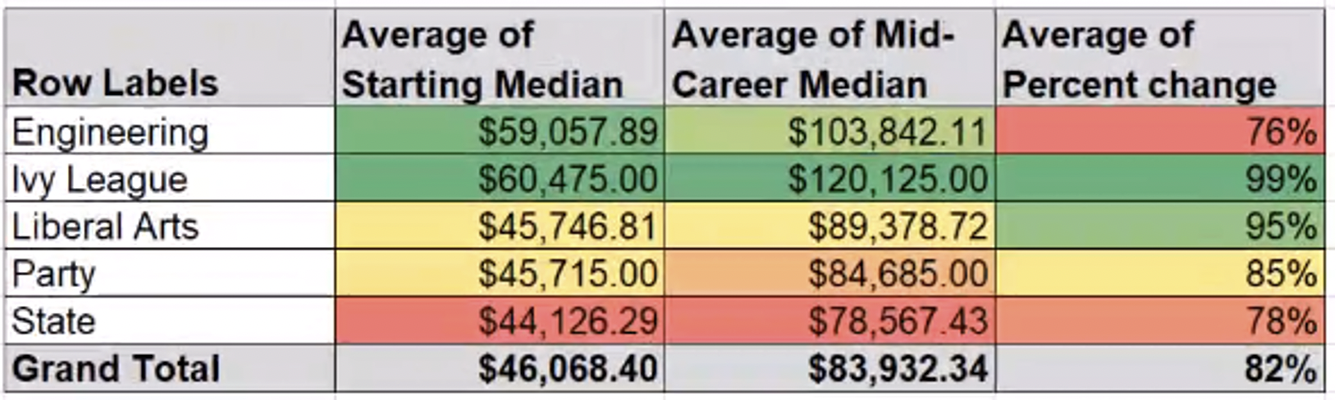 Row Labels Average of Starting Median Average of Mid-Career Median Average of Percent change
Engineering $59,057.89 $103,842.11 76%
Ivy League $60,475.00 $120,125.00 99%
Liberal Arts $45,746.81 $89,378.72 95%
Party $45,715.00 $84,685.00 85%
State $44,126.29 $78,567.43 78%
Grand Total $46,068.40 $83,932.34 82%